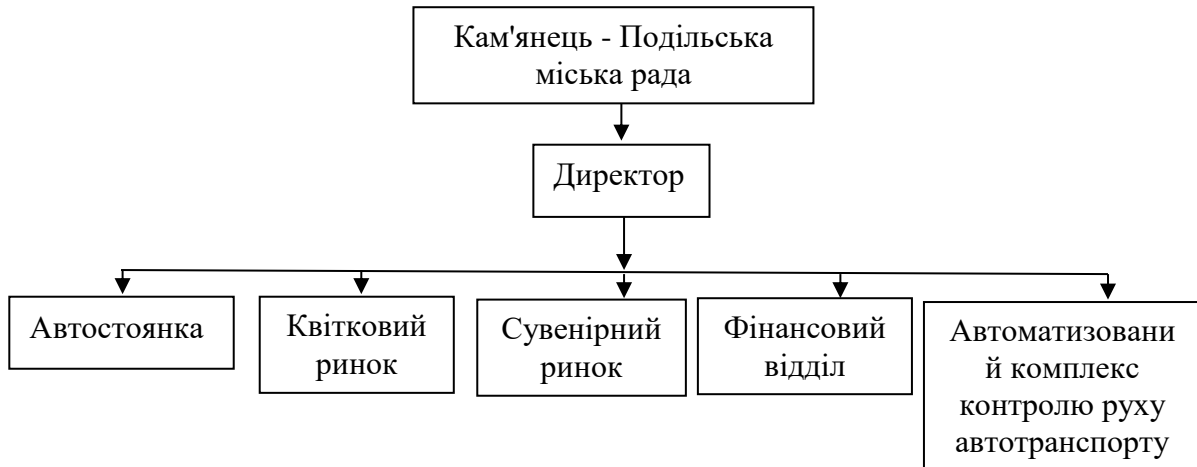 Кам'янець - Подільська
міська рада
Директор
Автостоянка
Квітковий
ринок
Сувенірний
ринок
Фінансовий
відділ
Автоматизовани
й комплекс
контролю руху
автотранспорту